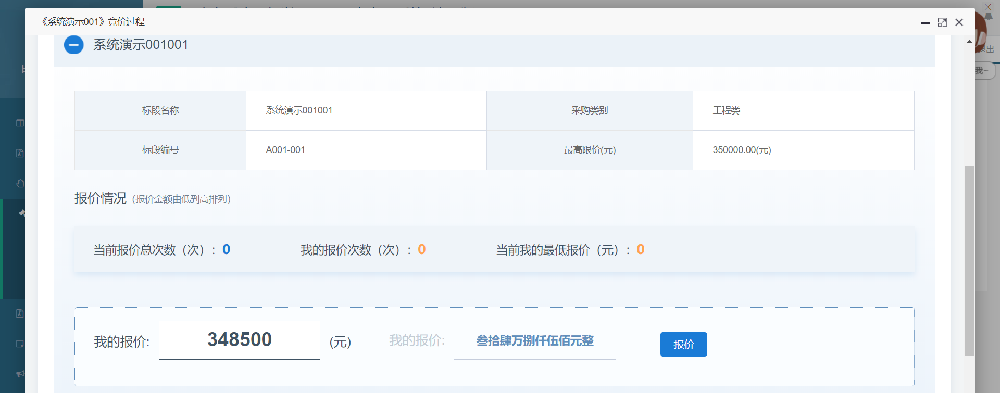 《系统演示001》竞价过程
退出
系统演示001001
我~
标段名称 系统演示001001 采购类别 工程类
标段编号 A001-001 最高限价(元) 350000.00(元)
报价情况（报价金额由低到高排列）
当前报价总次数（次）: 0 我的报价次数（次）: 0 当前我的最低报价（元）: 0
我的报价: 348500 (元) 我的报价: 叁拾肆万捌仟伍佰元整 报价